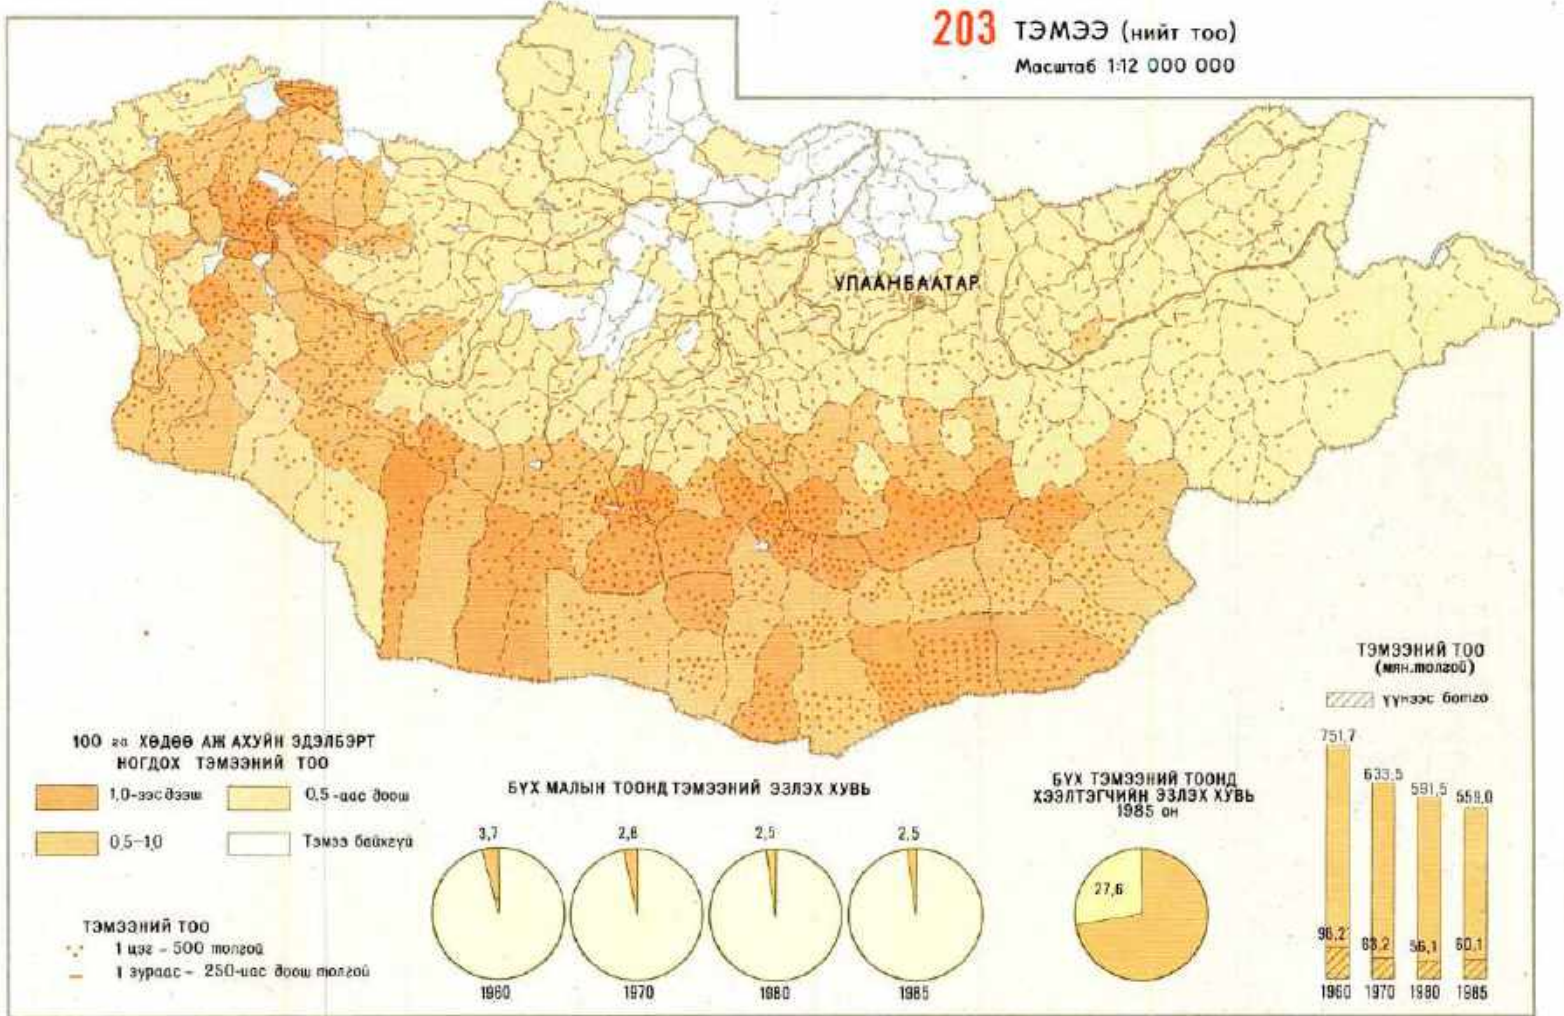 203 ТЭМЭЭ (нийт тоо)
Масштаб 1:12 000 000
УЛААНБААТАР
ТЭМЭЭНИЙ ТОО
(мян.толгой)
үүнээс ботго
751,7
633,5
591,5
559,0
96,2
63,2
56,1
60,1
1960 1970 1980 1985
100 га ХӨДӨӨ АЖ АХУЙН ЭДЭЛБЭРТ
НОГДОХ ТЭМЭЭНИЙ ТОО
1,0-ээс дээш
0,5-аас доош
0,5–1,0
Тэмээ байхгүй
ТЭМЭЭНИЙ ТОО
1 цэг – 500 толгой
1 зураас – 250-иас доош толгой
БҮХ МАЛЫН ТООНД ТЭМЭЭНИЙ ЭЗЛЭХ ХУВЬ
3,7
2,8
2,5
2,5
1960
1970
1980
1985
БҮХ ТЭМЭЭНИЙ ТООНД
ХЭЭЛТЭГЧИЙН ЭЗЛЭХ ХУВЬ
1985 он
27,6